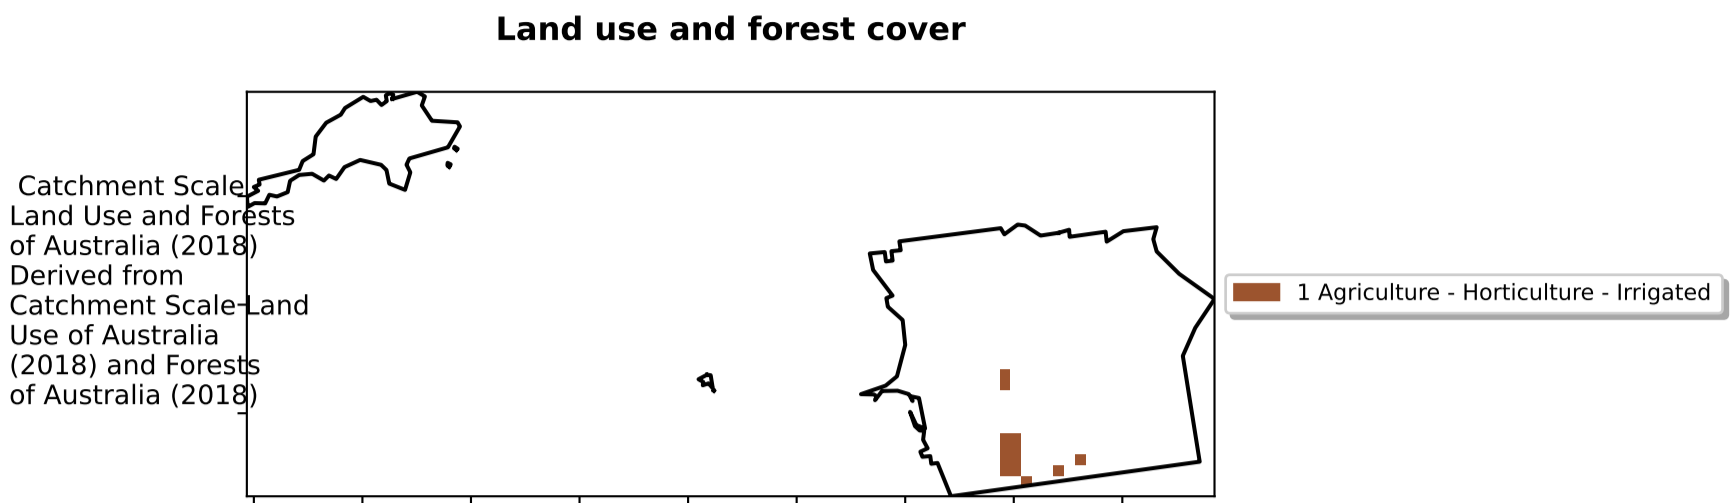 Land use and forest cover
Catchment Scale
Land Use and Forests
of Australia (2018)
Derived from
Catchment Scale Land
Use of Australia
(2018) and Forests
of Australia (2018)
1 Agriculture - Horticulture - Irrigated